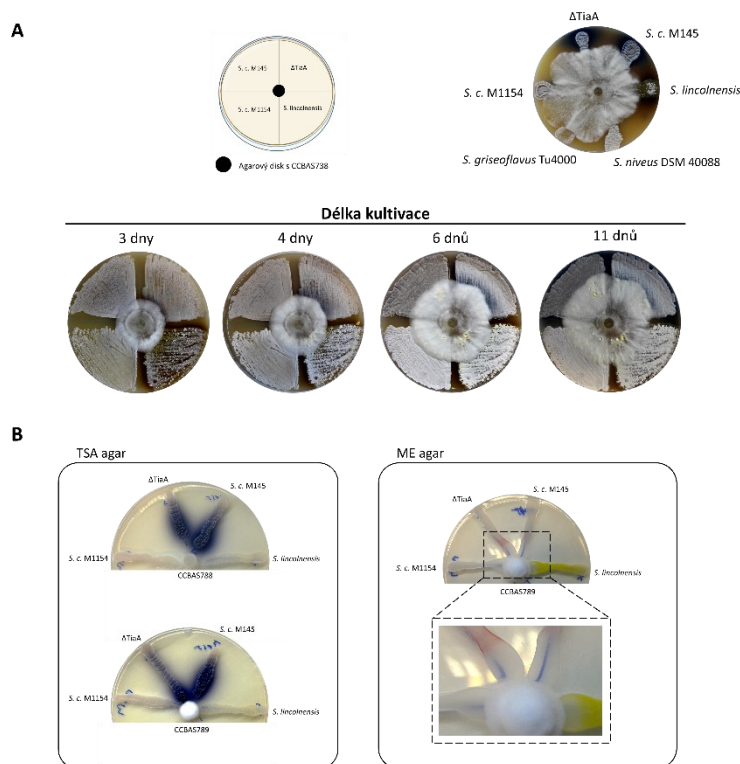 A
S. c. M145
ΔTiaA
S. c. M1154
S. lincolnensis
Agarový disk s CCBAS738
ΔTiaA
S. c. M145
S. c. M1154
S. lincolnensis
S. griseoflavus Tu4000
S. niveus DSM 40088
Délka kultivace
3 dny
4 dny
6 dnů
11 dnů
B
TSA agar
ΔTiaA
S. c. M145
S. c. M1154
S. lincolnensis
CCBAS788
ΔTiaA
S. c. M145
S. c. M1154
S. lincolnensis
CCBAS789
ME agar
ΔTiaA
S. c. M145
S. c. M1154
S. lincolnensis
CCBAS789